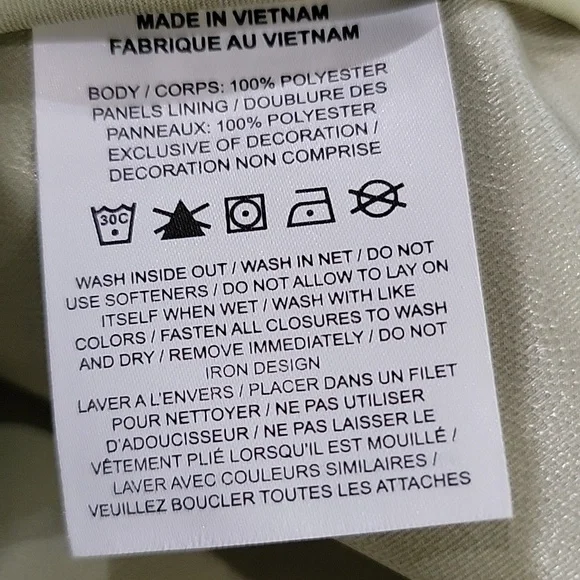 MADE IN VIETNAM
FABRIQUE AU VIETNAM
BODY / CORPS: 100% POLYESTER
PANELS LINING / DOUBLURE DES
PANNEAUX: 100% POLYESTER
EXCLUSIVE OF DECORATION /
DECORATION NON COMPRISE
30C
WASH INSIDE OUT / WASH IN NET / DO NOT
USE SOFTENERS / DO NOT ALLOW TO LAY ON
ITSELF WHEN WET / WASH WITH LIKE
COLORS / FASTEN ALL CLOSURES TO WASH
AND DRY / REMOVE IMMEDIATELY / DO NOT
IRON DESIGN
LAVER A L'ENVERS / PLACER DANS UN FILET
POUR NETTOYER / NE PAS UTILISER
D'ADOUCISSEUR / NE PAS LAISSER LE
VÊTEMENT PLIÉ LORSQU'IL EST MOUILLÉ /
LAVER AVEC COULEURS SIMILAIRES /
VEUILLEZ BOUCLER TOUTES LES ATTACHES